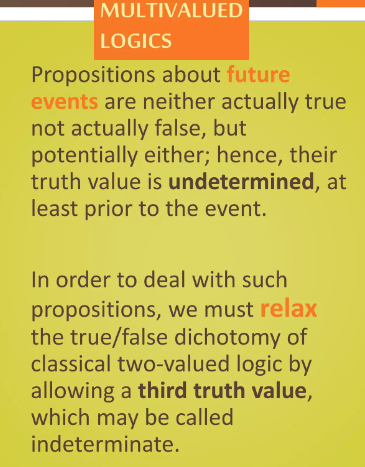 MULTIVALUED
LOGICS
Propositions about future
events are neither actually true
not actually false, but
potentially either; hence, their
truth value is undetermined, at
least prior to the event.
In order to deal with such
propositions, we must relax
the true/false dichotomy of
classical two-valued logic by
allowing a third truth value,
which may be called
indeterminate.